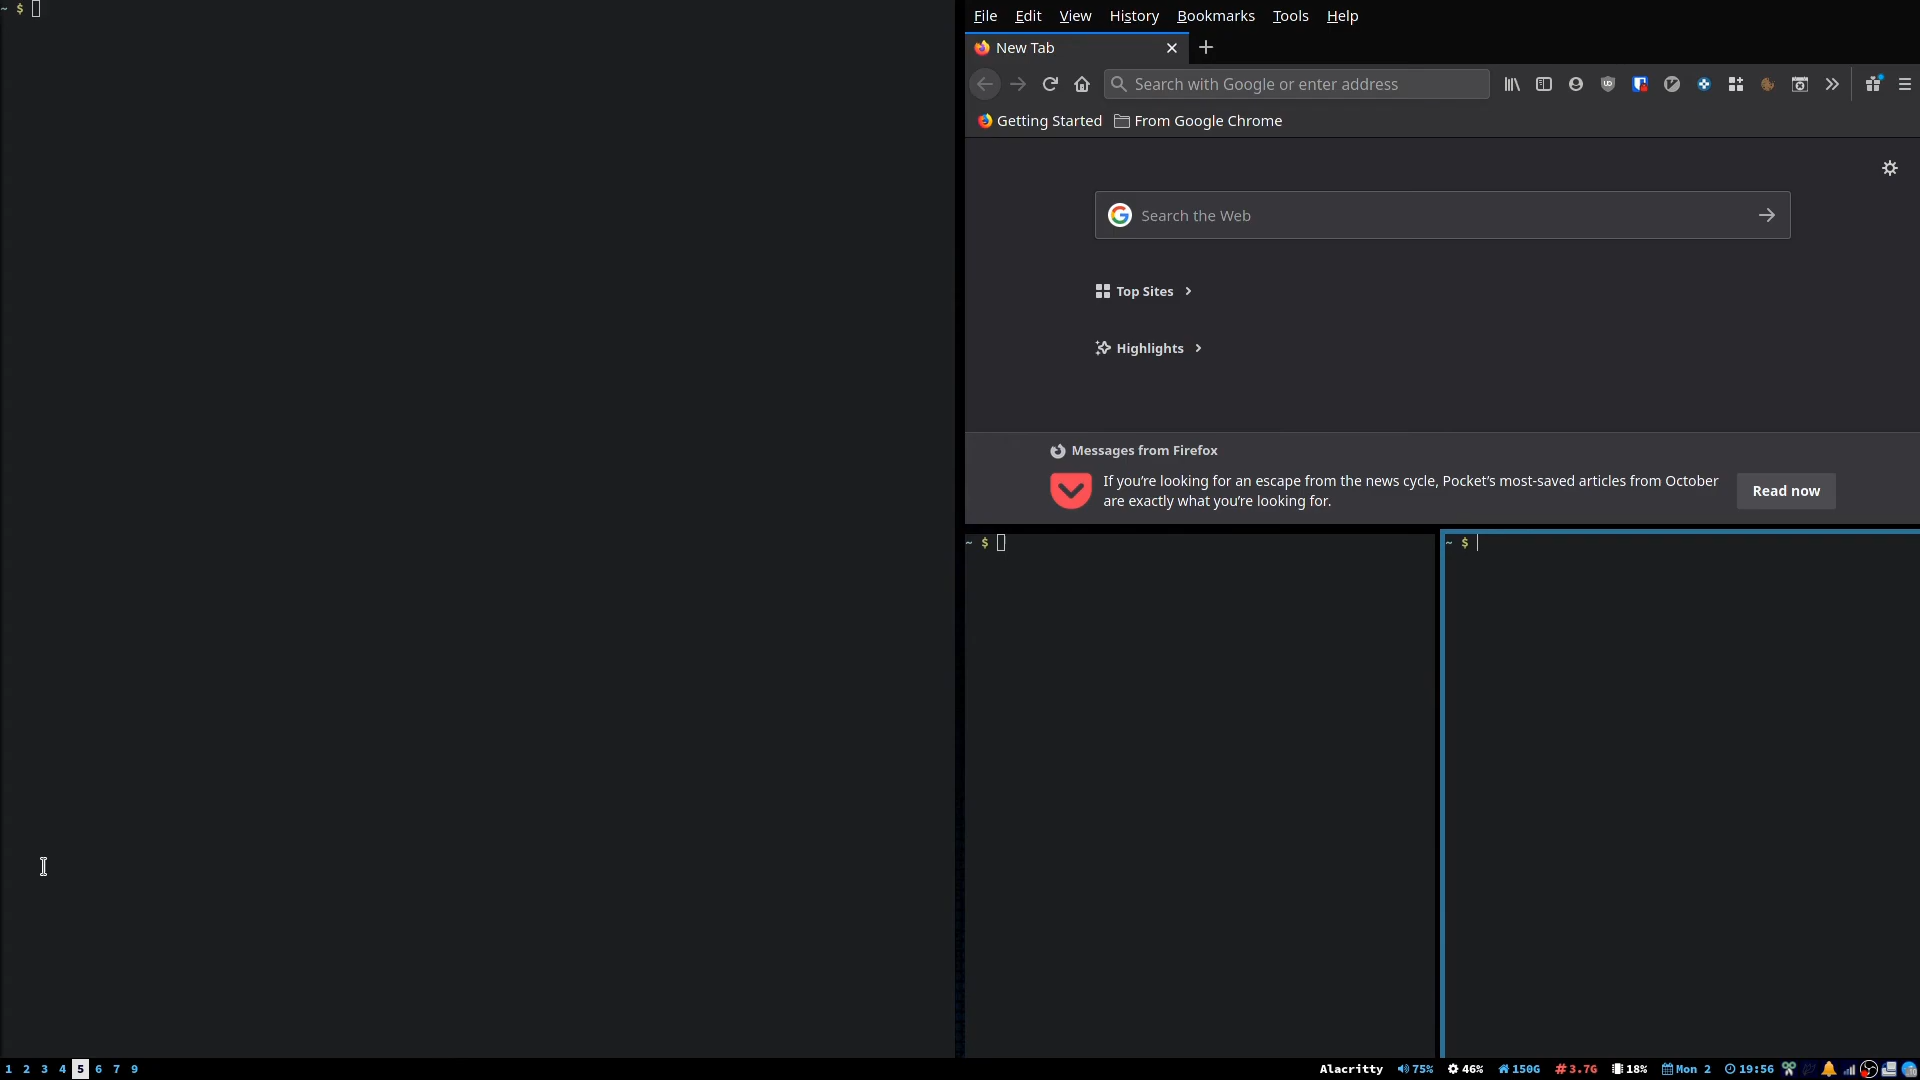 ~ $
File Edit View History Bookmarks Tools Help
New Tab
Search with Google or enter address
Getting Started From Google Chrome
Search the Web
Top Sites
Highlights
Messages from Firefox
If you're looking for an escape from the news cycle, Pocket's most-saved articles from October
are exactly what you're looking for.
Read now
~ $
~ $
1 2 3 4 5 6 7 9
Alacritty 75% 46% 150G 3.7G 18% Mon 2 19:56